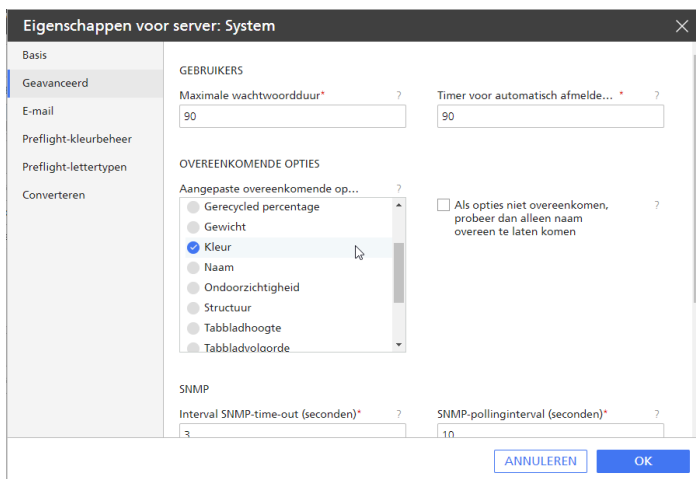 Eigenschappen voor server: System
Basis
Geavanceerd
E-mail
Preflight-kleurbeheer
Preflight-lettertypen
Converteren
GEBRUIKERS
Maximale wachtwoordduur* ?
90
Timer voor automatisch afmelde... * ?
90
OVEREENKOMENDE OPTIES
Aangepaste overeenkomende op... ?
Gerecycled percentage
Gewicht
Kleur
Naam
Ondoorzichtigheid
Structuur
Tabbladhoogte
Tabbladvolgorde
Als opties niet overeenkomen, ?
probeer dan alleen naam
overeen te laten komen
SNMP
Interval SNMP-time-out (seconden)* ?
3
SNMP-pollinginterval (seconden)* ?
10
ANNULEREN
OK